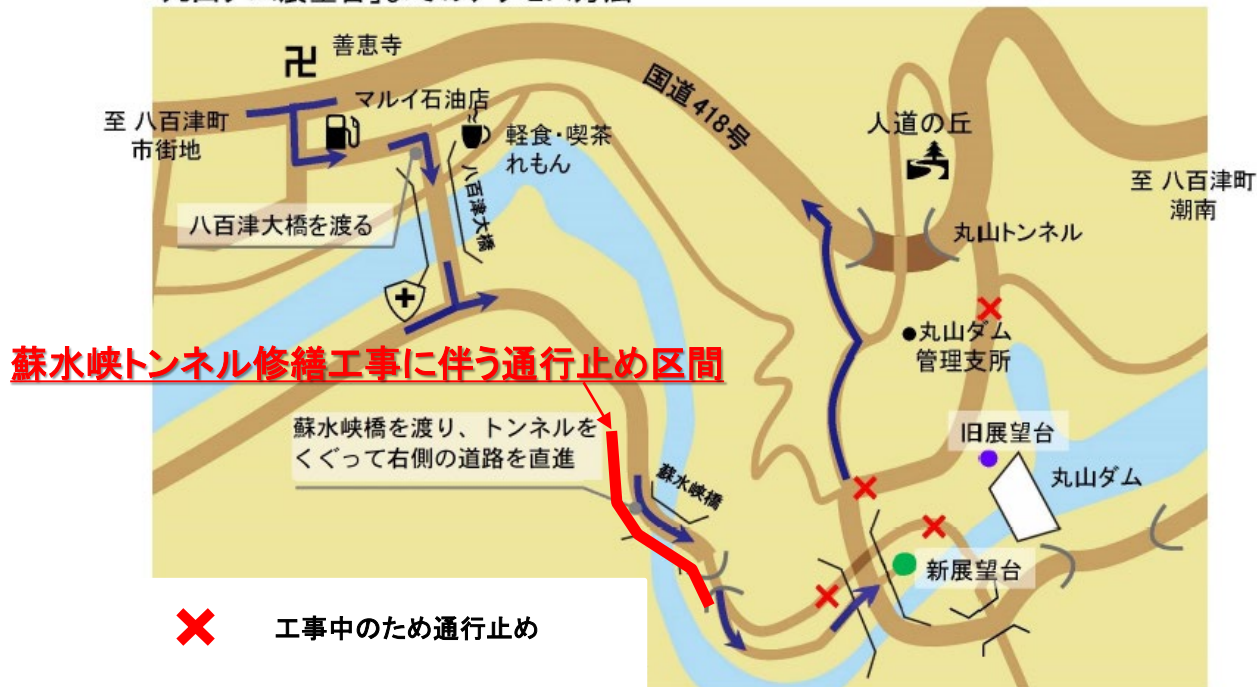 善恵寺
マルイ石油店
至 八百津町
市街地
軽食・喫茶
れもん
国道418号
人道の丘
至 八百津町
潮南
八百津大橋を渡る
八百津大橋
丸山トンネル
丸山ダム
管理支所
蘇水峡トンネル修繕工事に伴う通行止め区間
蘇水峡橋を渡り、トンネルを
くぐって右側の道路を直進
蘇水峡橋
旧展望台
丸山ダム
新展望台
工事中のため通行止め